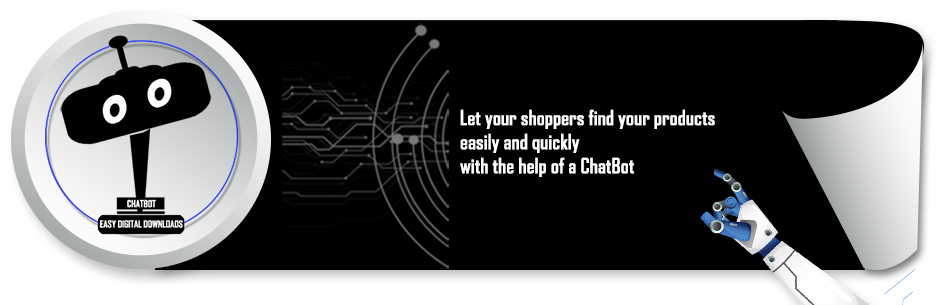 CHATBOT
EASY DIGITAL DOWNLOADS
Let your shoppers find your products
easily and quickly
with the help of a ChatBot